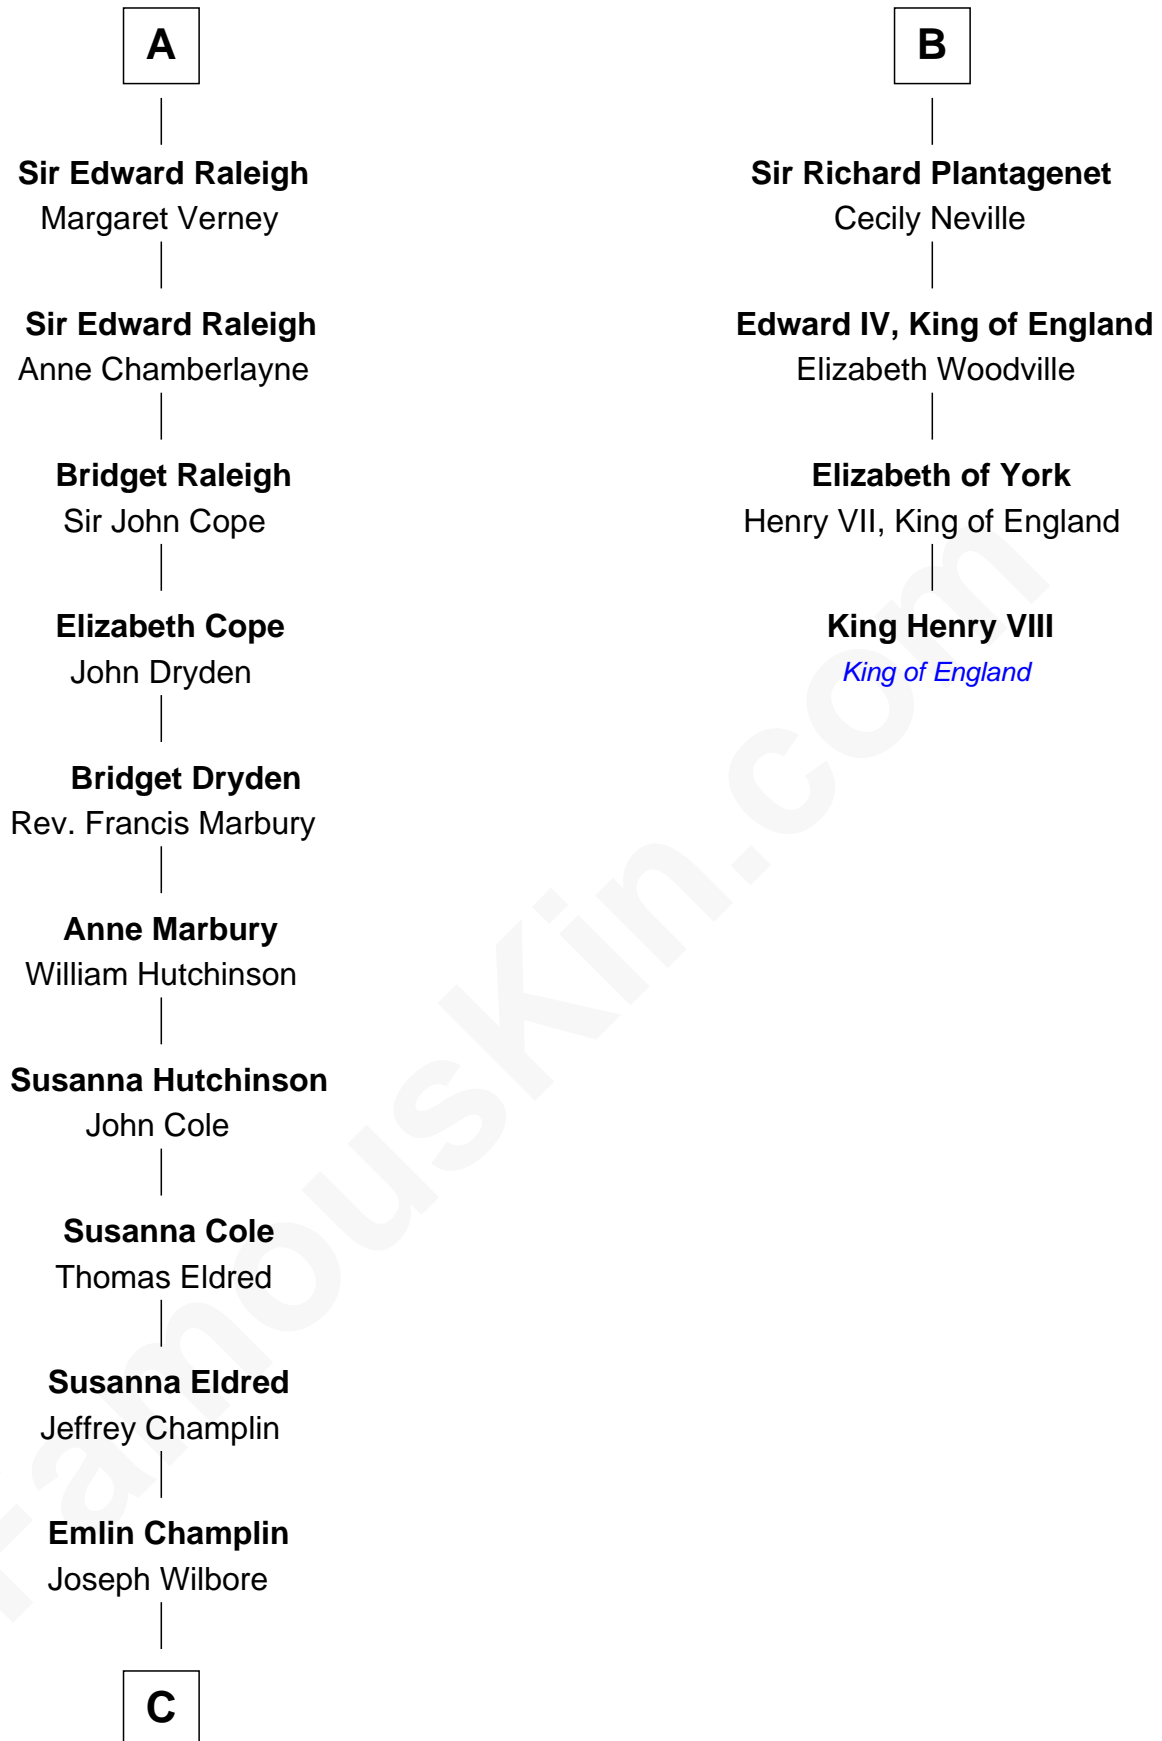 A
Sir Edward Raleigh
Margaret Verney
Sir Edward Raleigh
Anne Chamberlayne
Bridget Raleigh
Sir John Cope
Elizabeth Cope
John Dryden
Bridget Dryden
Rev. Francis Marbury
Anne Marbury
William Hutchinson
Susanna Hutchinson
John Cole
Susanna Cole
Thomas Eldred
Susanna Eldred
Jeffrey Champlin
Emlin Champlin
Joseph Wilbore
C
B
Sir Richard Plantagenet
Cecily Neville
Edward IV, King of England
Elizabeth Woodville
Elizabeth of York
Henry VII, King of England
King Henry VIII
King of England
FamousKin.com